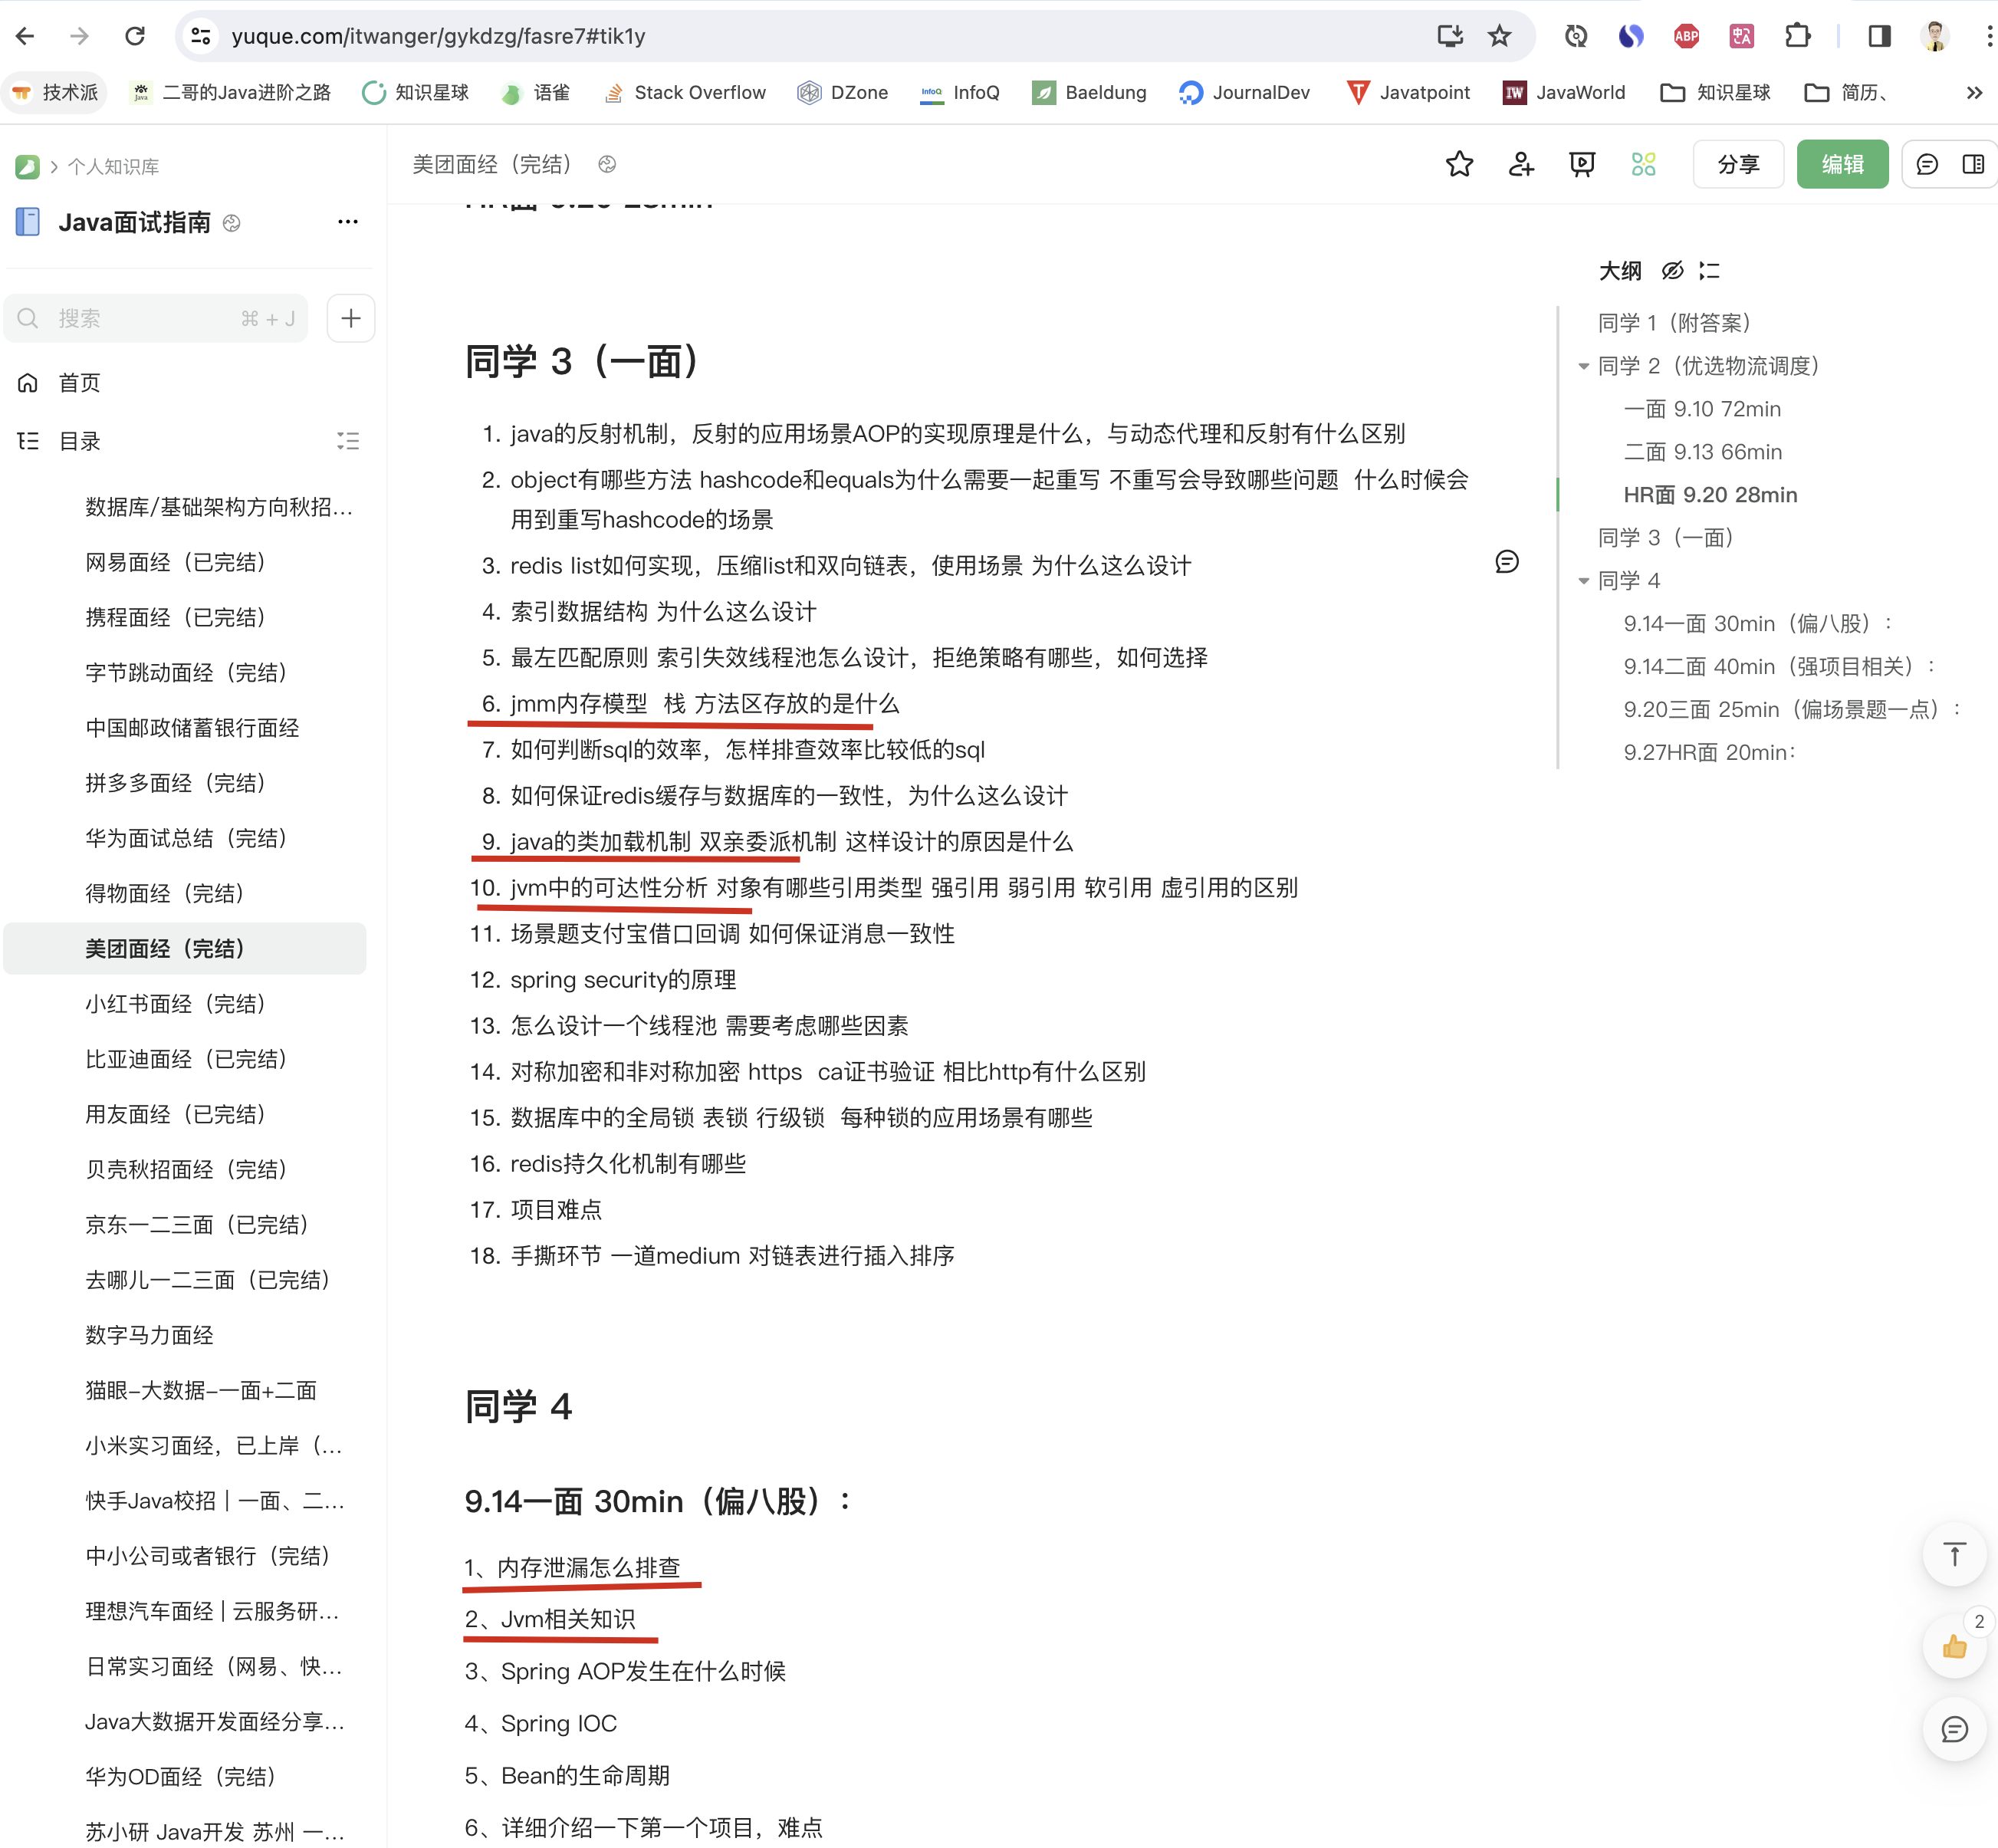 yuque.com/itwanger/gykdzg/fasre7#tik1y
ABP
技术派
二哥的Java进阶之路
知识星球
语雀
Stack Overflow
DZone
InfoQ
InfoQ
Baeldung
JournalDev
Javatpoint
JW
JavaWorld
知识星球
简历、
个人知识库
Java面试指南
搜索
⌘ + J
首页
目录
数据库/基础架构方向秋招...
网易面经（已完结）
携程面经（已完结）
字节跳动面经（完结）
中国邮政储蓄银行面经
拼多多面经（完结）
华为面试总结（完结）
得物面经（完结）
美团面经（完结）
小红书面经（完结）
比亚迪面经（已完结）
用友面经（已完结）
贝壳秋招面经（完结）
京东一二三面（已完结）
去哪儿一二三面（已完结）
数字马力面经
猫眼-大数据-一面+二面
小米实习面经，已上岸（...
快手Java校招｜一面、二...
中小公司或者银行（完结）
理想汽车面经 | 云服务研...
日常实习面经（网易、快...
Java大数据开发面经分享...
华为OD面经（完结）
苏小研 Java开发 苏州 一...
美团面经（完结）
分享
编辑
HR面 9.20 28min
同学 3（一面）
1. java的反射机制，反射的应用场景AOP的实现原理是什么，与动态代理和反射有什么区别
2. object有哪些方法 hashcode和equals为什么需要一起重写 不重写会导致哪些问题 什么时候会
用到重写hashcode的场景
3. redis list如何实现，压缩list和双向链表，使用场景 为什么这么设计
4. 索引数据结构 为什么这么设计
5. 最左匹配原则 索引失效线程池怎么设计，拒绝策略有哪些，如何选择
6. jmm内存模型 栈 方法区存放的是什么
7. 如何判断sql的效率，怎样排查效率比较低的sql
8. 如何保证redis缓存与数据库的一致性，为什么这么设计
9. java的类加载机制 双亲委派机制 这样设计的原因是什么
10. jvm中的可达性分析 对象有哪些引用类型 强引用 弱引用 软引用 虚引用的区别
11. 场景题支付宝借口回调 如何保证消息一致性
12. spring security的原理
13. 怎么设计一个线程池 需要考虑哪些因素
14. 对称加密和非对称加密 https ca证书验证 相比http有什么区别
15. 数据库中的全局锁 表锁 行级锁 每种锁的应用场景有哪些
16. redis持久化机制有哪些
17. 项目难点
18. 手撕环节 一道medium 对链表进行插入排序
同学 4
9.14一面 30min（偏八股）：
1、内存泄漏怎么排查
2、Jvm相关知识
3、Spring AOP发生在什么时候
4、Spring IOC
5、Bean的生命周期
6、详细介绍一下第一个项目，难点
大纲
同学 1（附答案）
同学 2（优选物流调度）
一面 9.10 72min
二面 9.13 66min
HR面 9.20 28min
同学 3（一面）
同学 4
9.14一面 30min（偏八股）：
9.14二面 40min（强项目相关）：
9.20三面 25min（偏场景题一点）：
9.27HR面 20min：
2